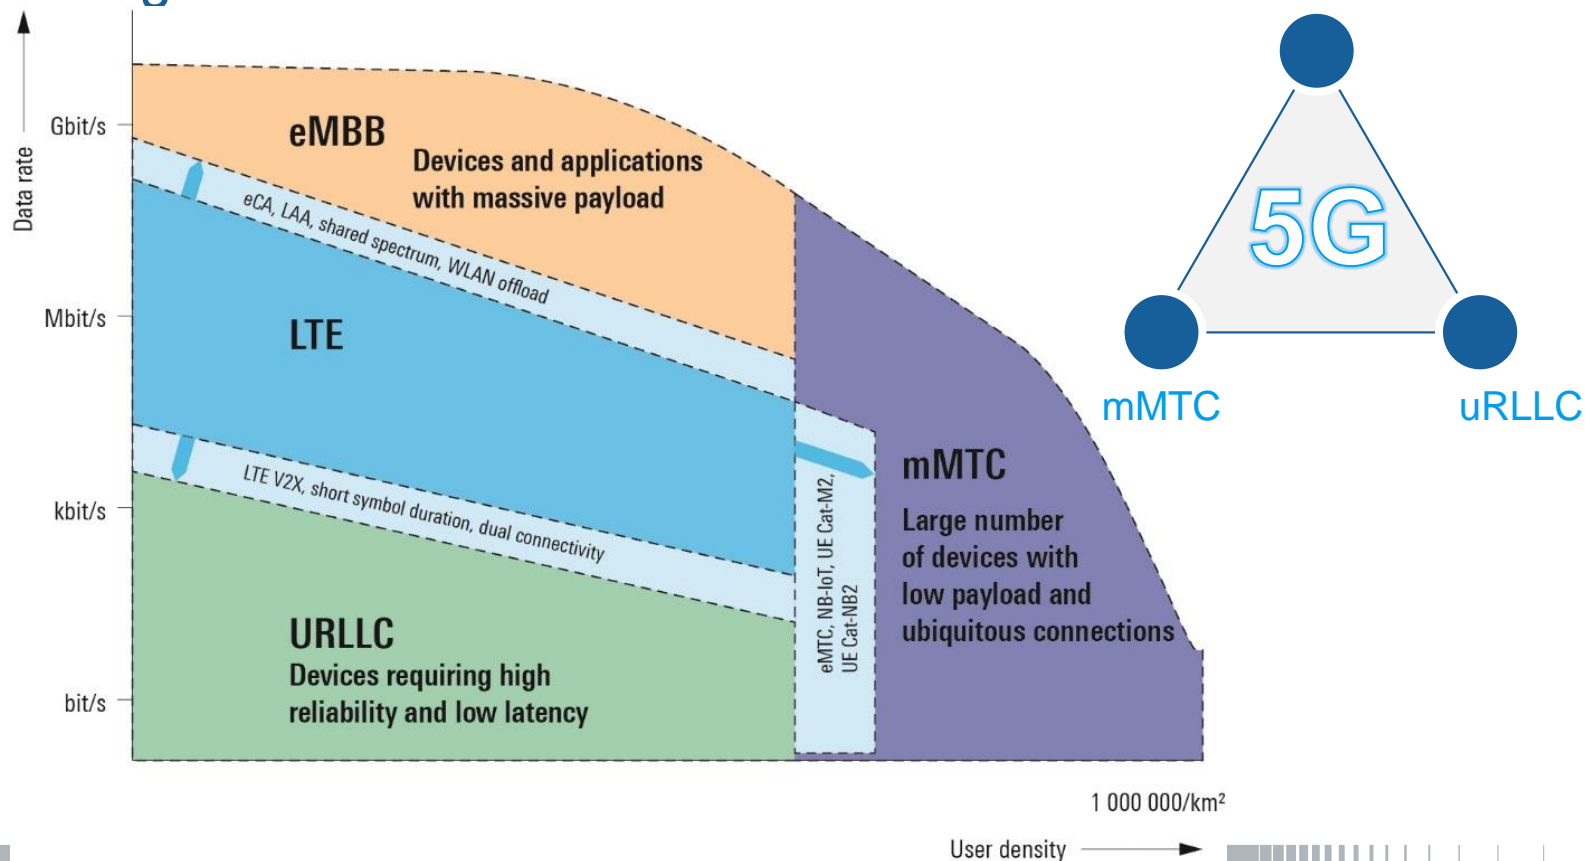 Data rate
Gbit/s
Mbit/s
kbit/s
bit/s
eMBB
Devices and applications
with massive payload
eCA, LAA, shared spectrum, WLAN offload
LTE
LTE V2X, short symbol duration, dual connectivity
URLLC
Devices requiring high
reliability and low latency
eMTC, NB-IoT, UE Cat-M2,
UE Cat-NB2
mMTC
Large number
of devices with
low payload and
ubiquitous connections
1 000 000/km²
User density
5G
mMTC
uRLLC